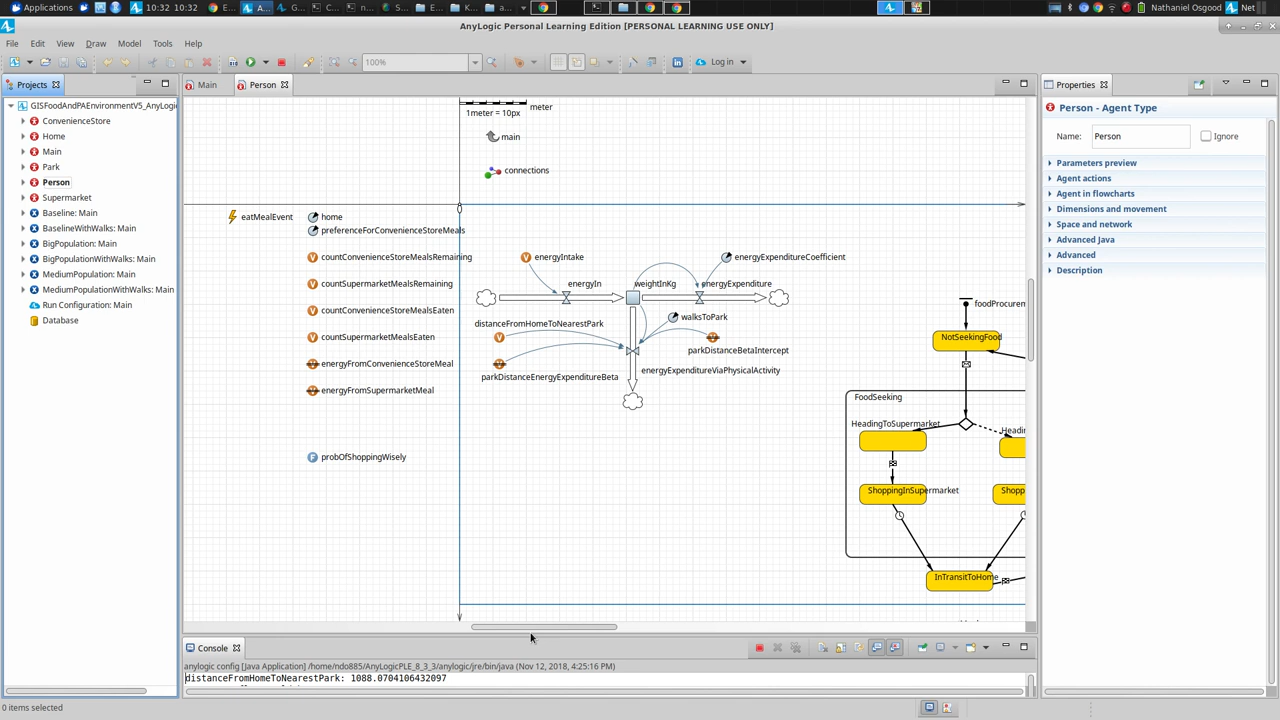 10:32 10:32
E...
A...
G...
C...
n...
S...
F...
E...
K...
a...
Nathaniel Osgood
Net
AnyLogic Personal Learning Edition [PERSONAL LEARNING USE ONLY]
File Edit View Draw Model Tools Help
100%
Log in
Projects
Main
Person
Properties
GISFoodAndPAEnvironmentV5_AnyLogic
ConvenienceStore
Home
Main
Park
Person
Supermarket
Baseline: Main
BaselineWithWalks: Main
BigPopulation: Main
BigPopulationWithWalks: Main
MediumPopulation: Main
MediumPopulationWithWalks: Main
Run Configuration: Main
Database
meter
1meter = 10px
main
connections
0
eatMealEvent
home
preferenceForConvenienceStoreMeals
countConvenienceStoreMealsRemaining
countSupermarketMealsRemaining
countConvenienceStoreMealsEaten
countSupermarketMealsEaten
energyFromConvenienceStoreMeal
energyFromSupermarketMeal
probOfShoppingWisely
energyIntake
energyExpenditureCoefficient
energyIn
weightInKg
energyExpenditure
distanceFromHomeToNearestPark
walksToPark
parkDistanceBetaIntercept
parkDistanceEnergyExpenditureBeta
energyExpenditureViaPhysicalActivity
foodProcurem
NotSeekingFood
FoodSeeking
HeadingToSupermarket
Headin
ShoppingInSupermarket
Shopp
InTransitToHome
Person - Agent Type
Name: Person
Ignore
Parameters preview
Agent actions
Agent in flowcharts
Dimensions and movement
Space and network
Advanced Java
Advanced
Description
Console
anylogic config [Java Application] /home/ndo885/AnyLogicPLE_8_3_3/anylogic/jre/bin/java (Nov 12, 2018, 4:25:16 PM)
distanceFromHomeToNearestPark: 1088.0704106432097
0 items selected